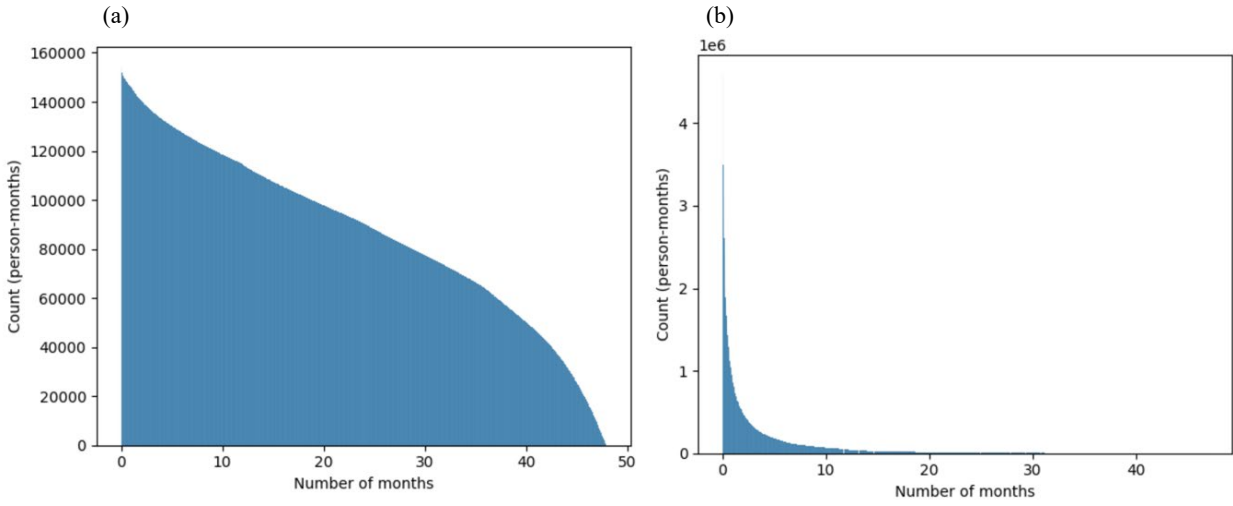 (a)
160000
140000
120000
100000
80000
60000
40000
20000
0
Count (person-months)
0 10 20 30 40 50
Number of months
(b)
1e6
4
3
2
1
0
Count (person-months)
0 10 20 30 40
Number of months